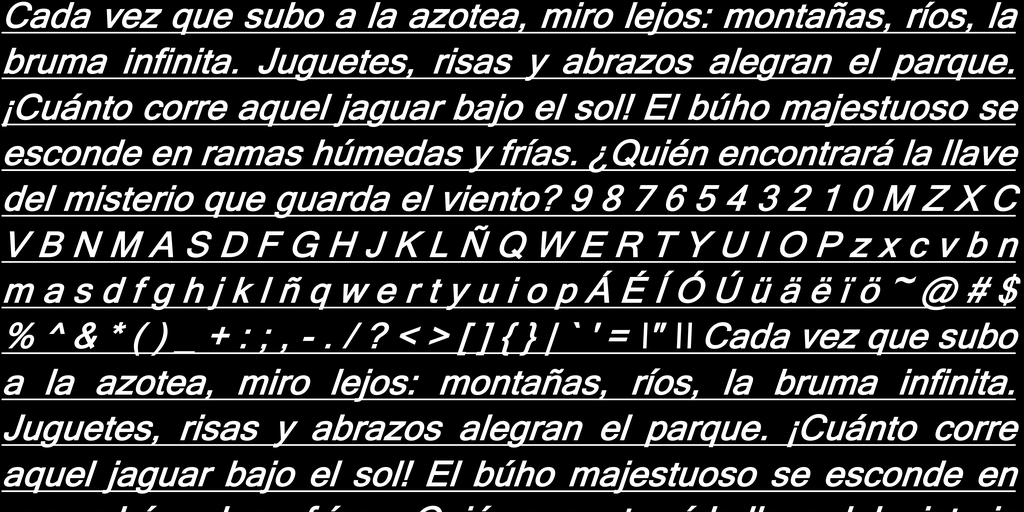 Cada vez que subo a la azotea, miro lejos: montañas, ríos, la
bruma infinita. Juguetes, risas y abrazos alegran el parque.
¡Cuánto corre aquel jaguar bajo el sol! El búho majestuoso se
esconde en ramas húmedas y frías. ¿Quién encontrará la llave
del misterio que guarda el viento? 9 8 7 6 5 4 3 2 1 0 M Z X C
V B N M A S D F G H J K L Ñ Q W E R T Y U I O P z x c v b n
m a s d f g h j k l ñ q w e r t y u i o p Á É Í Ó Ú ü ä ë ï ö ~ @ # $
% ^ & * ( ) _ + : ; , - . / ? < > [ ] { } | ` ' = \" \\ Cada vez que subo
a la azotea, miro lejos: montañas, ríos, la bruma infinita.
Juguetes, risas y abrazos alegran el parque. ¡Cuánto corre
aquel jaguar bajo el sol! El búho majestuoso se esconde en